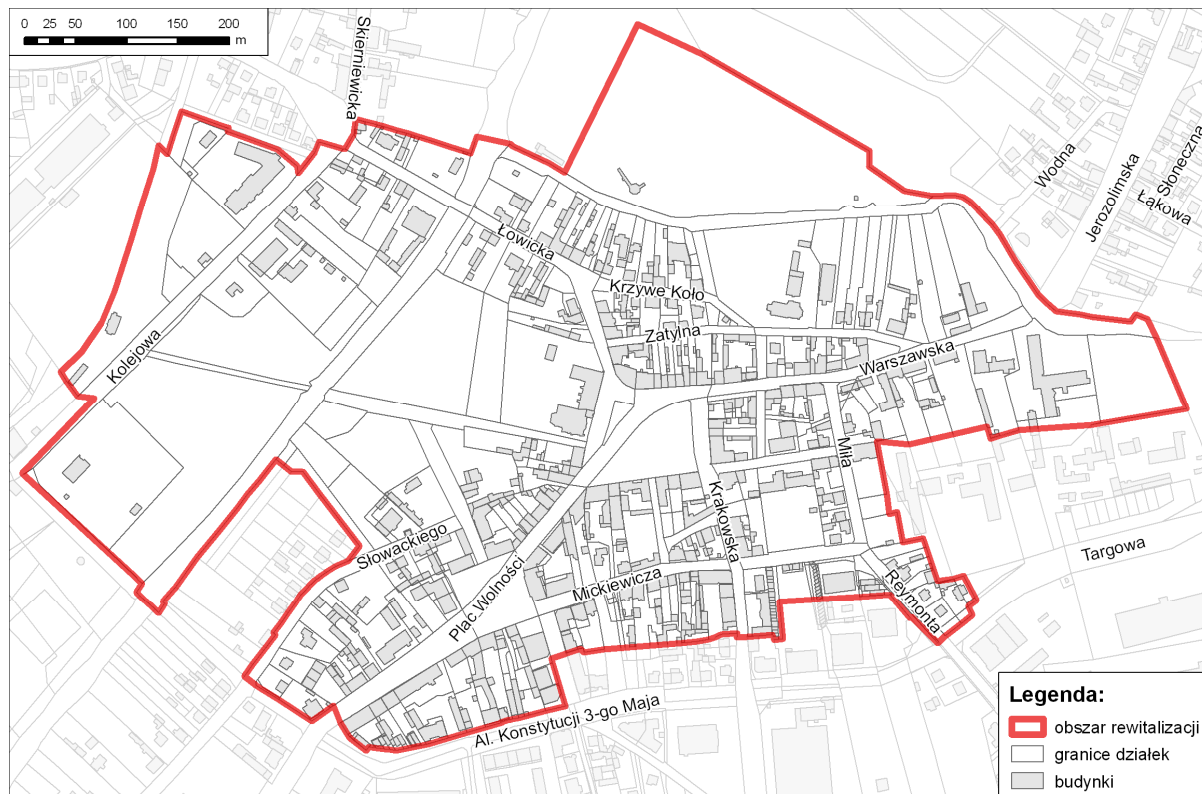 0 25 50 100 150 200
m
Skierniewicka
Wodna
Jerozolimska
Słoneczna
Łąkowa
Łowicka
Krzywe Koło
Zatylna
Warszawska
Kolejowa
Miła
Krakowska
Słowackiego
Plac Wolności
Mickiewicza
Reymonta
Targowa
Al. Konstytucji 3-go Maja
Legenda:
obszar rewitalizacji
granice działek
budynki